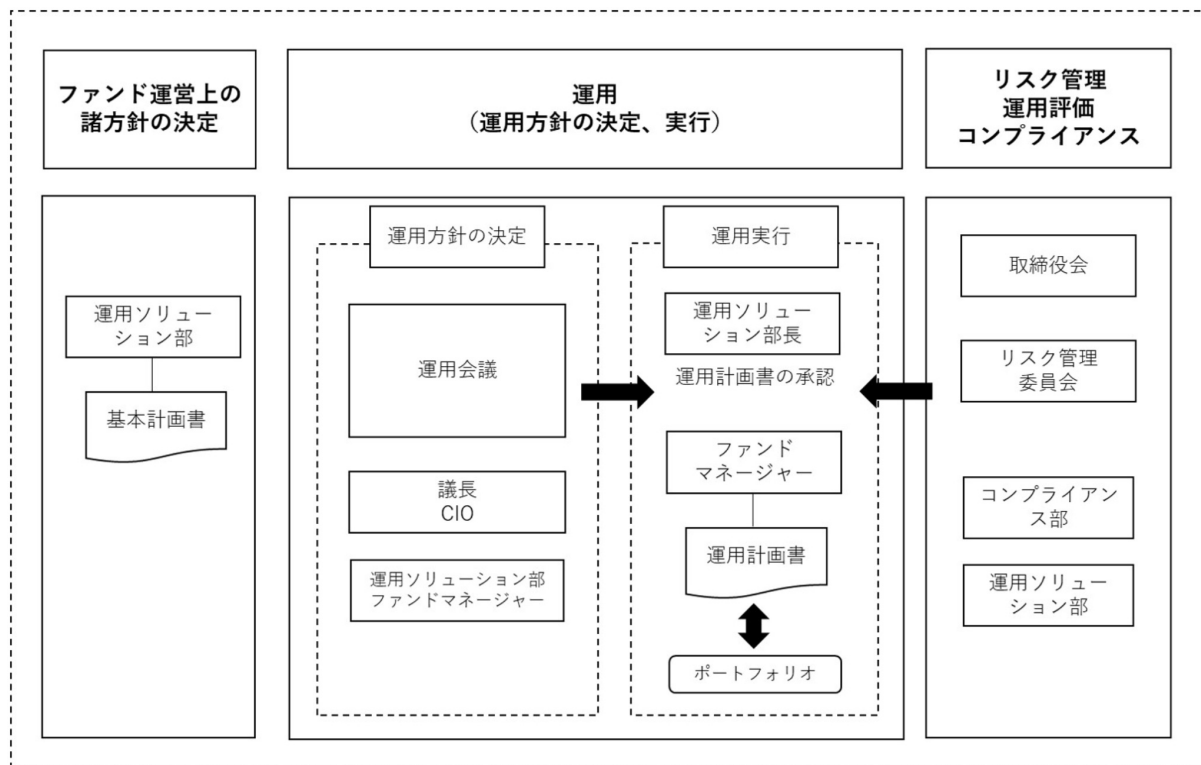 ファンド運営上の
諸方針の決定
運用
（運用方針の決定、実行）
リスク管理
運用評価
コンプライアンス
運用ソリュー
ション部
基本計画書
運用方針の決定
運用会議
議長
CIO
運用ソリューション部
ファンドマネージャー
運用実行
運用ソリュー
ション部長
運用計画書の承認
ファンド
マネージャー
運用計画書
ポートフォリオ
取締役会
リスク管理
委員会
コンプライアン
ス部
運用ソリュー
ション部